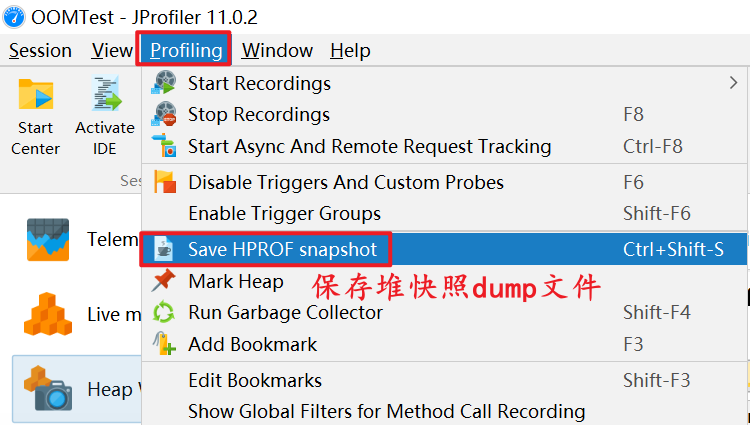 OOMTest - JProfiler 11.0.2
Session View Profiling Window Help
Start Center
Activate IDE
Start Recordings
Stop Recordings F8
Start Async And Remote Request Tracking Ctrl-F8
Disable Triggers And Custom Probes F6
Enable Trigger Groups Shift-F6
Save HPROF snapshot Ctrl+Shift-S
Mark Heap
保存堆快照dump文件
Run Garbage Collector Shift-F4
Add Bookmark F3
Edit Bookmarks Shift-F3
Show Global Filters for Method Call Recording
Ses
Telem
Live m
Heap